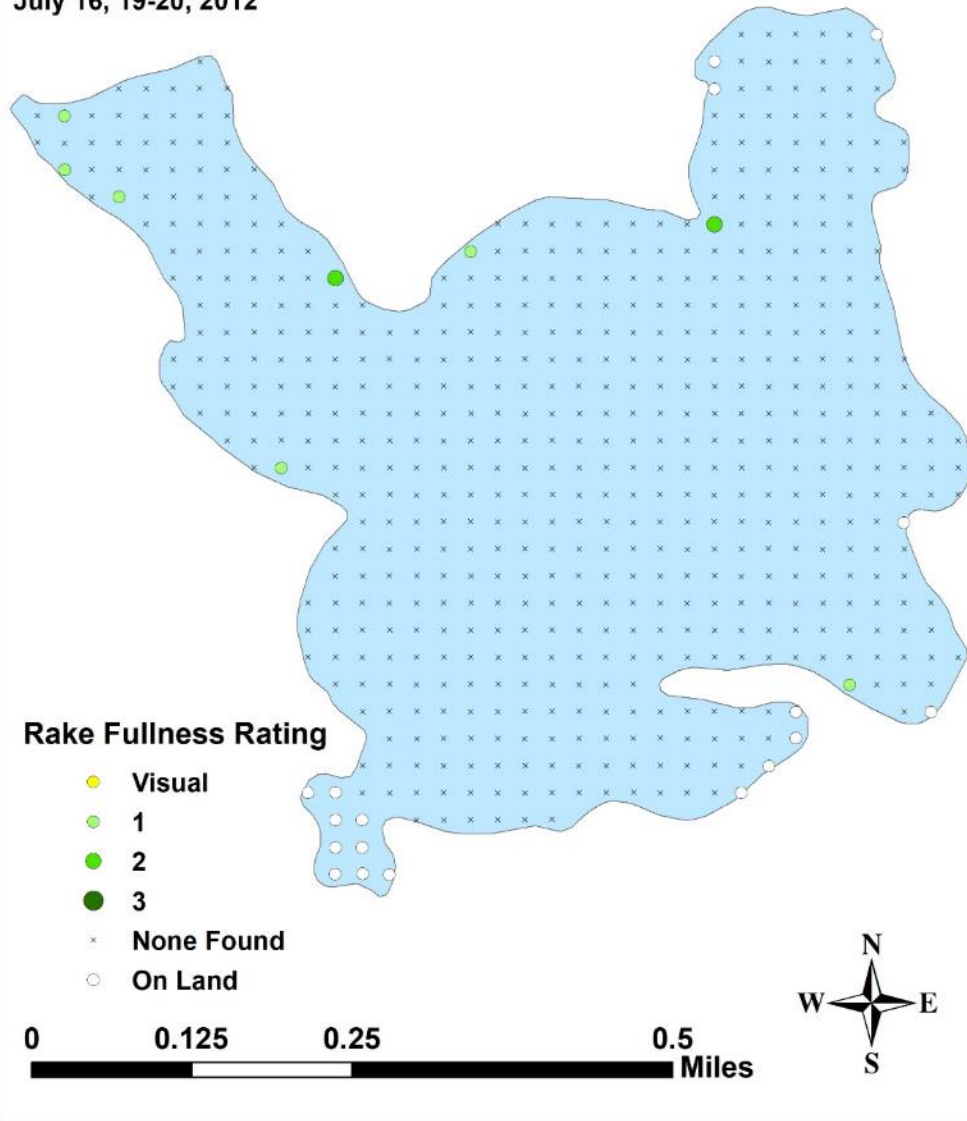 July 16, 19-20, 2012
Rake Fullness Rating
Visual
1
2
3
None Found
On Land
N
W E
S
0 0.125 0.25 0.5
Miles